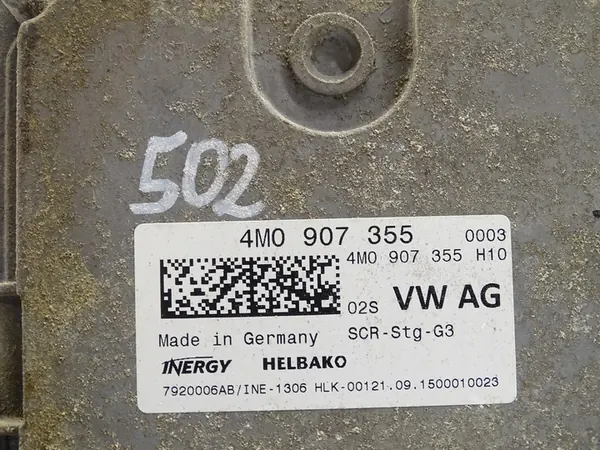 502
4M0 907 355 0003
4M0 907 355 H10
02S VW AG
Made in Germany SCR-Stg-G3
INERGY HELBAKO
7920006AB/INE-1306 HLK-00121.09.1500010023